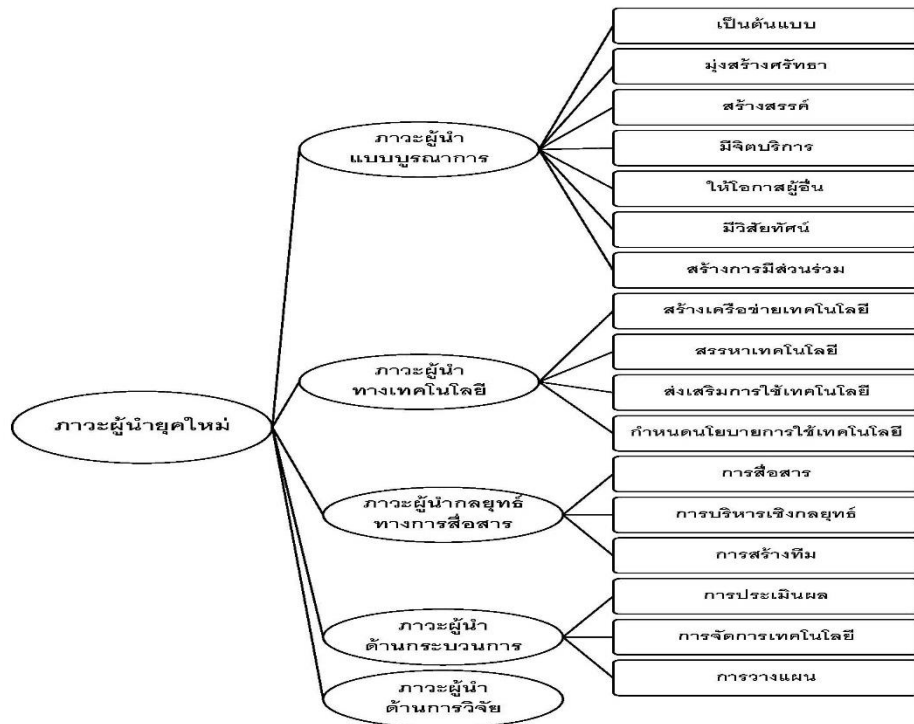 เป็นต้นแบบ
มุ่งสร้างศรัทธา
สร้างสรรค์
ภาวะผู้นำ
แบบบูรณาการ
มีจิตบริการ
ให้โอกาสผู้อื่น
มีวิสัยทัศน์
สร้างการมีส่วนร่วม
สร้างเครือข่ายเทคโนโลยี
สรรหาเทคโนโลยี
ภาวะผู้นำ
ทางเทคโนโลยี
ส่งเสริมการใช้เทคโนโลยี
กำหนดนโยบายการใช้เทคโนโลยี
ภาวะผู้นำยุคใหม่
การสื่อสาร
ภาวะผู้นำกลยุทธ์
ทางการสื่อสาร
การบริหารเชิงกลยุทธ์
การสร้างทีม
การประเมินผล
ภาวะผู้นำ
ด้านกระบวนการ
การจัดการเทคโนโลยี
การวางแผน
ภาวะผู้นำ
ด้านการวิจัย